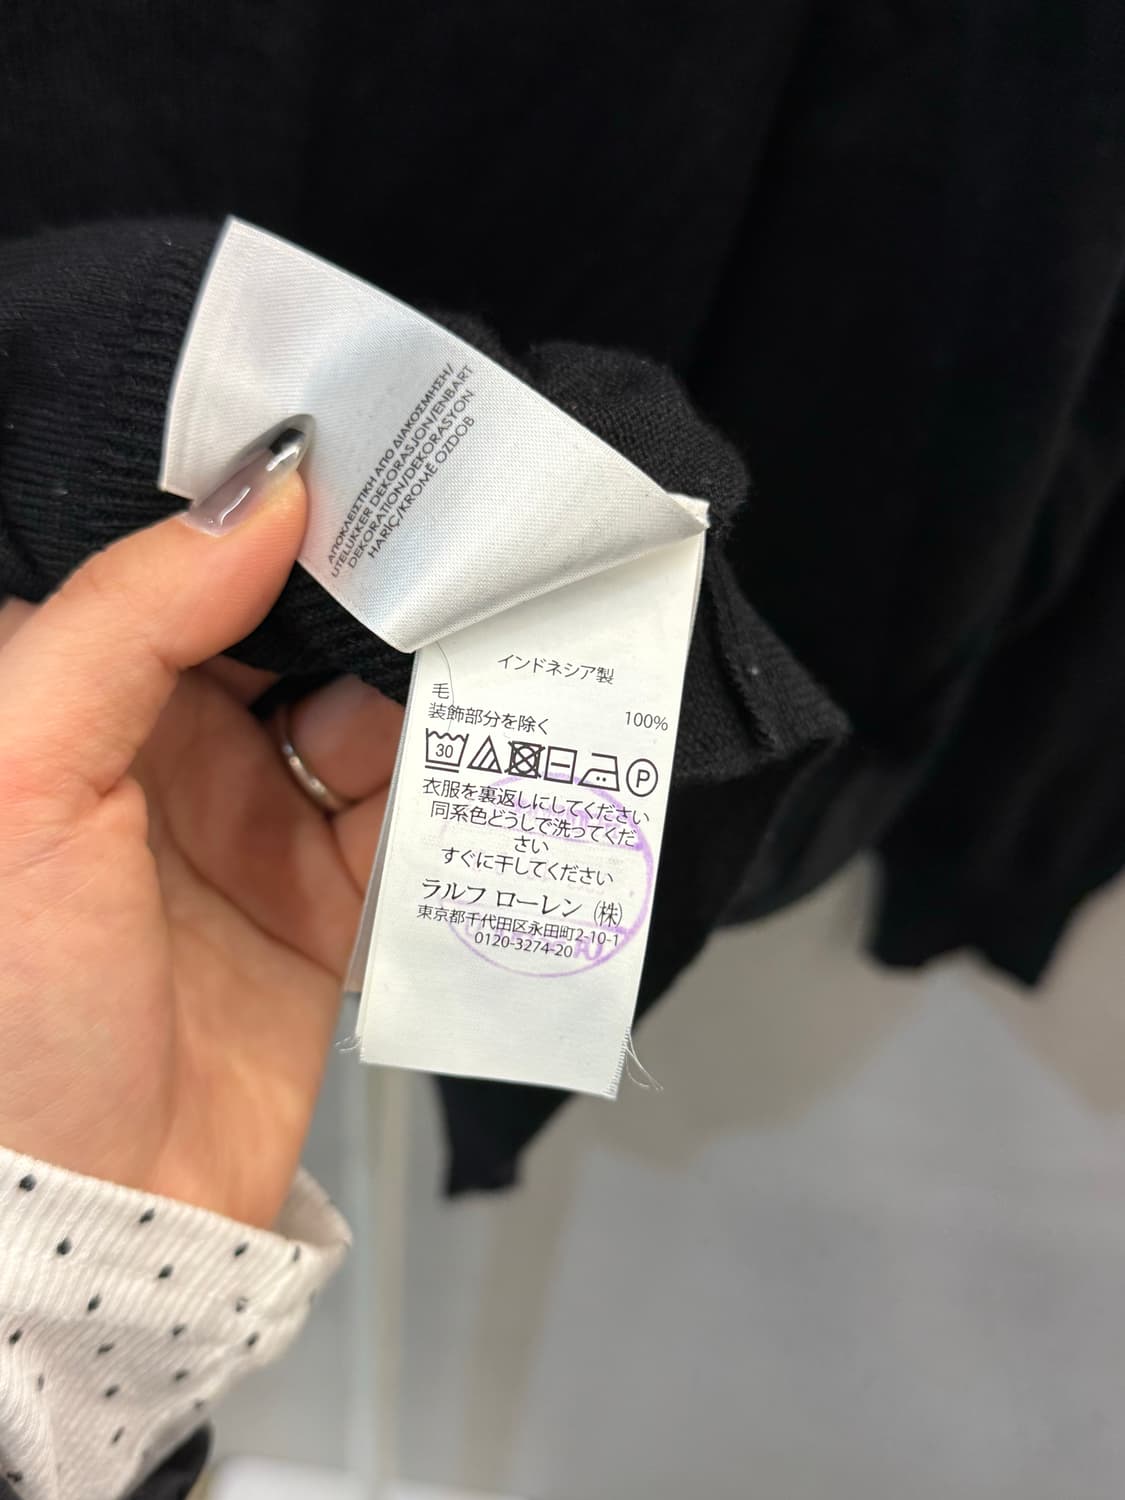 ΑΠΟΚΛΕΙΣΤΙΚΗ ΑΠΟ ΔΙΑΚΟΣΜΗΣΗ/
UTELUKKER DEKORASJON/ENBART
DEKORATION/DEKORASYON
HARİÇ/KROMĚ OZDOB
インドネシア製
毛
100%
装飾部分を除く
30
P
衣服を裏返しにしてください
同系色どうしで洗ってくだ
さい
すぐに干してください
ラルフ ローレン (株)
東京都千代田区永田町2-10-1
0120-3274-20